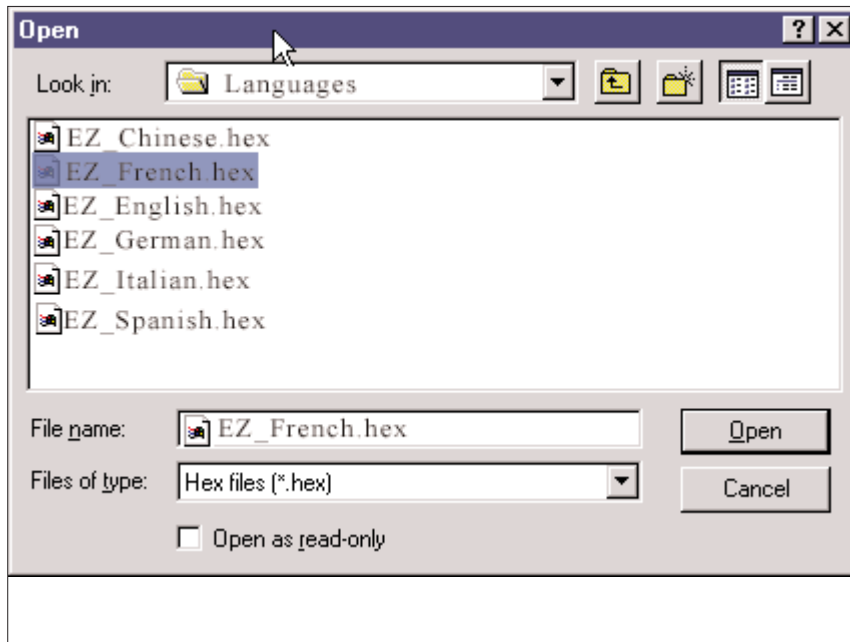 Open
Look in: Languages
EZ_Chinese.hex
EZ_French.hex
EZ_English.hex
EZ_German.hex
EZ_Italian.hex
EZ_Spanish.hex
File name: EZ_French.hex Open
Files of type: Hex files (*.hex) Cancel
Open as read-only